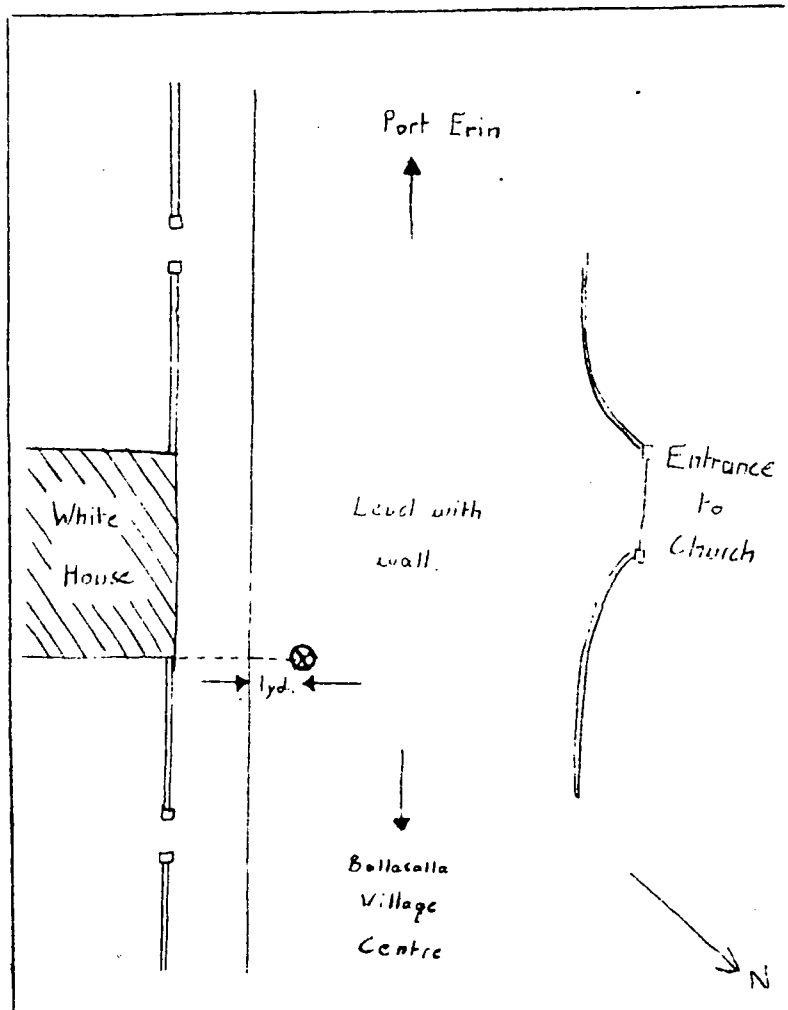 Port Erin
White
House
Level with
wall.
Entrance
to
Church
1yd.
Ballasalla
Village
Centre
N